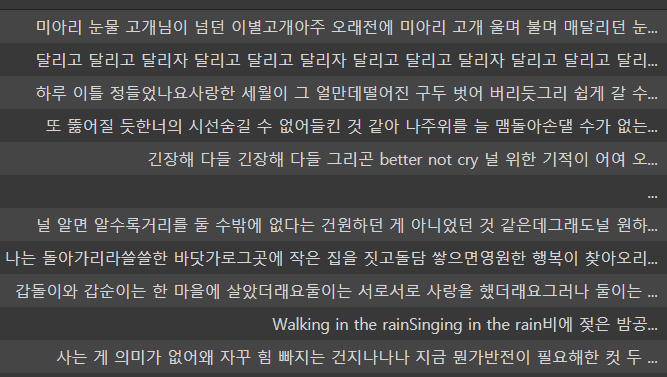 미아리 눈물 고개님이 넘던 이별고개아주 오래전에 미아리 고개 울며 불며 매달리던 눈...
달리고 달리고 달리자 달리고 달리고 달리자 달리고 달리고 달리자 달리고 달리...
하루 이틀 정들었나요사랑한 세월이 그 얼만데떨어진 구두 벗어 버리듯그리 쉽게 갈 수...
또 뚫어질 듯한너의 시선숨길 수 없어들킨 것 같아 나주위를 늘 맴돌아손댈 수가 없는...
긴장해 다들 긴장해 다들 그리곤 better not cry 널 위한 기적이 어여 오...
...
널 알면 알수록거리를 둘 수밖에 없다는 건원하던 게 아니었던 것 같은데그래도널 원하...
나는 돌아가리라쓸쓸한 바닷가로그곳에 작은 집을 짓고돌담 쌓으면영원한 행복이 찾아오리...
갑돌이와 갑순이는 한 마을에 살았더래요둘이는 서로서로 사랑을 했더래요그러나 둘이는 ...
Walking in the rainSinging in the rain비에 젖은 밤공...
사는 게 의미가 없어왜 자꾸 힘 빠지는 건지나나나 지금 뭔가반전이 필요해한 컷 두 ...